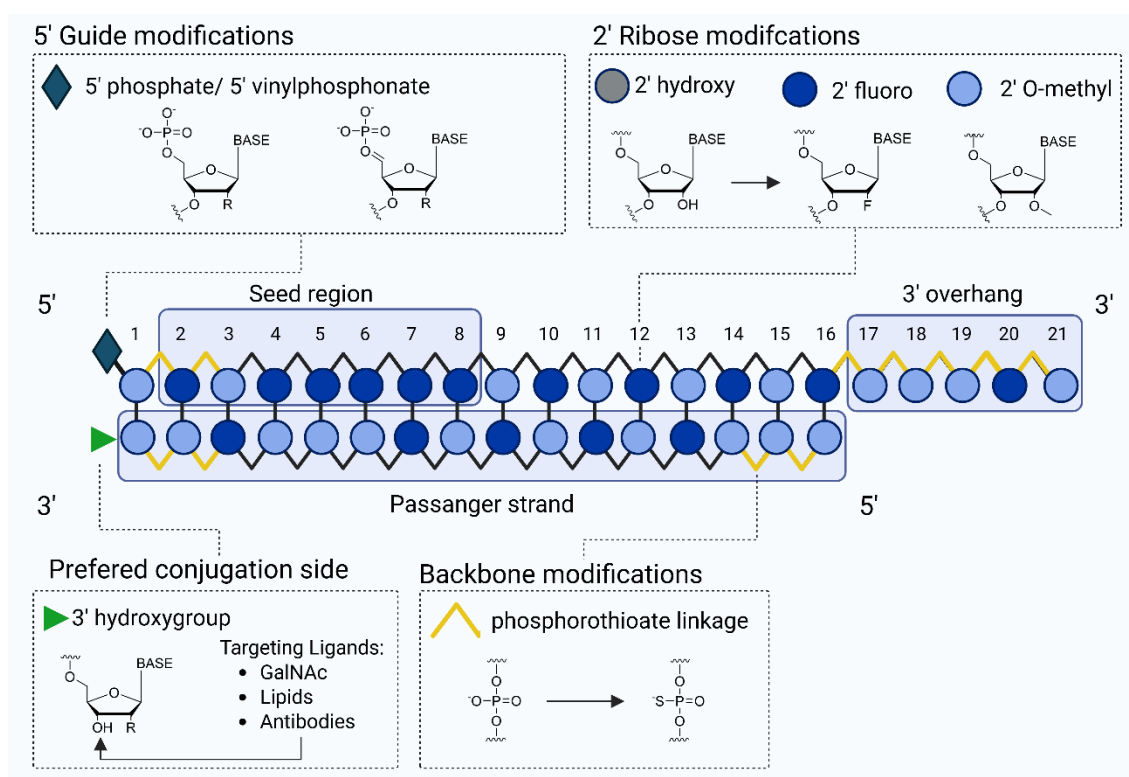 5' Guide modifications
2' Ribose modifcations
5' phosphate/ 5' vinylphosphonate
2' hydroxy
2' fluoro
2' O-methyl
O-
-O-P=O
O
O
BASE
O
R
O-
-O-P=O
O
BASE
O
O
R
O
BASE
O
O
OH
O
BASE
O
O
F
O
BASE
O
O
O
5'
Seed region
3' overhang
3'
1 2 3 4 5 6 7 8 9 10 11 12 13 14 15 16 17 18 19 20 21
3'
Passanger strand
5'
Prefered conjugation side
Backbone modifications
3' hydroxygroup
phosphorothioate linkage
Targeting Ligands:
• GalNAc
• Lipids
• Antibodies
O
BASE
O
OH
R
O
-O-P=O
O
O
-S-P=O
O